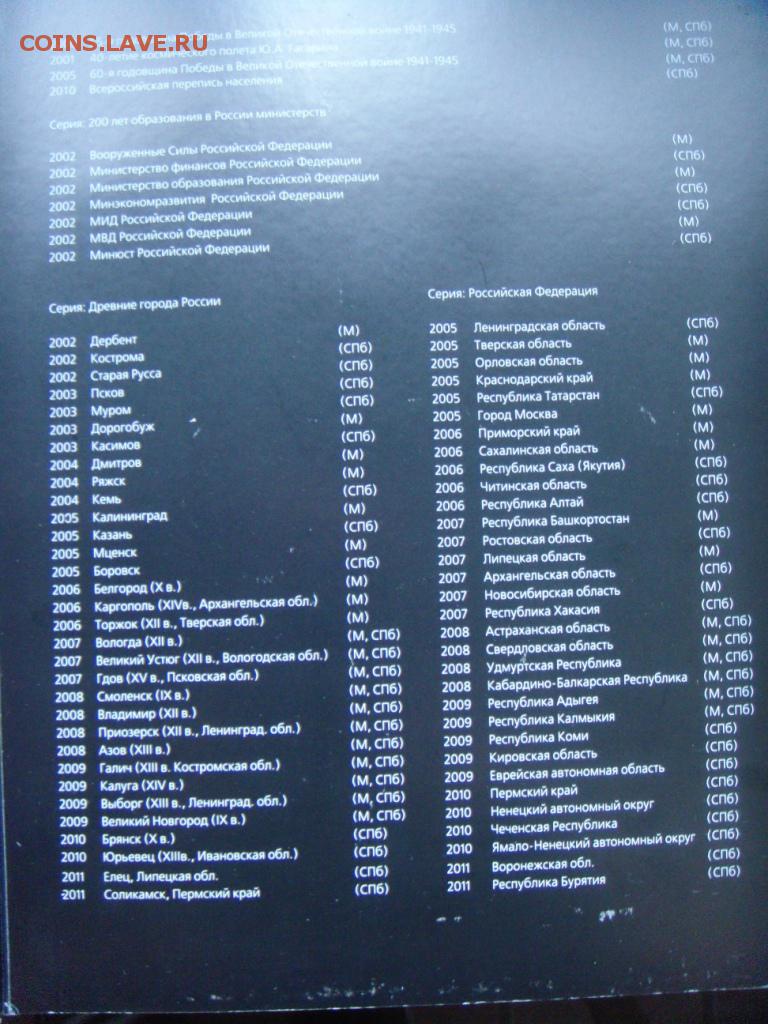 COINS.LAVE.RU
Победы в Великой Отечественной войне 1941-1945 (М, СПб)
2001 40-летие космического полета Ю.А. Гагарина (М, СПб)
2005 60-я годовщина Победы в Великой Отечественной войне 1941-1945 (М, СПб)
2010 Всероссийская перепись населения (СПб)
Серия: 200 лет образования в России министерств
2002 Вооруженные Силы Российской Федерации (М)
2002 Министерство финансов Российской Федерации (СПб)
2002 Министерство образования Российской Федерации (М)
2002 Минэкономразвития Российской Федерации (СПб)
2002 МИД Российской Федерации (СПб)
2002 МВД Российской Федерации (М)
2002 Минюст Российской Федерации (СПб)
Серия: Древние города России
2002 Дербент (М)
2002 Кострома (СПб)
2002 Старая Русса (СПб)
2003 Псков (СПб)
2003 Муром (СПб)
2003 Дорогобуж (М)
2003 Касимов (СПб)
2004 Дмитров (М)
2004 Ряжск (М)
2004 Кемь (СПб)
2005 Калининград (М)
2005 Казань (СПб)
2005 Мценск (М)
2005 Боровск (СПб)
2006 Белгород (X в.) (М)
2006 Каргополь (XIVв., Архангельская обл.) (М)
2006 Торжок (XII в., Тверская обл.) (М)
2007 Вологда (XII в.) (М, СПб)
2007 Великий Устюг (XII в., Вологодская обл.) (М, СПб)
2007 Гдов (XV в., Псковская обл.) (М, СПб)
2008 Смоленск (IX в.) (М, СПб)
2008 Владимир (XII в.) (М, СПб)
2008 Приозерск (XII в., Ленинград. обл.) (М, СПб)
2008 Азов (XIII в.) (М, СПб)
2009 Галич (XIII в. Костромская обл.) (М, СПб)
2009 Калуга (XIV в.) (М, СПб)
2009 Выборг (XIII в., Ленинград. обл.) (М, СПб)
2009 Великий Новгород (IX в.) (М, СПб)
2010 Брянск (X в.) (СПб)
2010 Юрьевец (XIIIв., Ивановская обл.) (СПб)
2011 Елец, Липецкая обл. (СПб)
2011 Соликамск, Пермский край (СПб)
Серия: Российская Федерация
2005 Ленинградская область (СПб)
2005 Тверская область (М)
2005 Орловская область (М)
2005 Краснодарский край (М)
2005 Республика Татарстан (СПб)
2005 Город Москва (М)
2006 Приморский край (М)
2006 Сахалинская область (М)
2006 Республика Саха (Якутия) (СПб)
2006 Читинская область (СПб)
2006 Республика Алтай (СПб)
2007 Республика Башкортостан (М)
2007 Ростовская область (СПб)
2007 Липецкая область (М)
2007 Архангельская область (СПб)
2007 Новосибирская область (М)
2007 Республика Хакасия (СПб)
2008 Астраханская область (М, СПб)
2008 Свердловская область (М, СПб)
2008 Удмуртская Республика (М, СПб)
2008 Кабардино-Балкарская Республика (М, СПб)
2009 Республика Адыгея (М, СПб)
2009 Республика Калмыкия (М, СПб)
2009 Республика Коми (СПб)
2009 Кировская область (СПб)
2009 Еврейская автономная область (СПб)
2010 Пермский край (СПб)
2010 Ненецкий автономный округ (СПб)
2010 Чеченская Республика (СПб)
2010 Ямало-Ненецкий автономный округ (СПб)
2011 Воронежская обл. (СПб)
2011 Республика Бурятия (СПб)